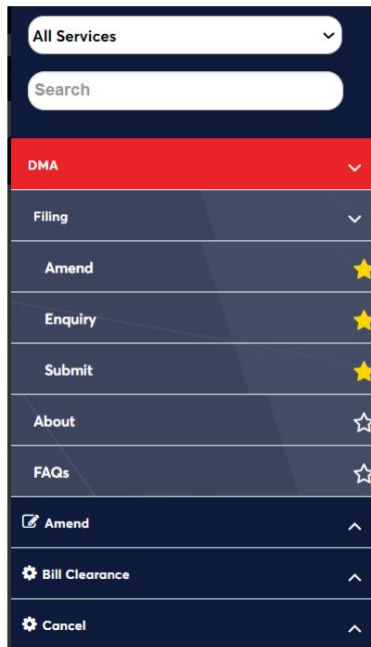 All Services
Search
DMA
Filing
Amend
Enquiry
Submit
About
FAQs
Amend
Bill Clearance
Cancel